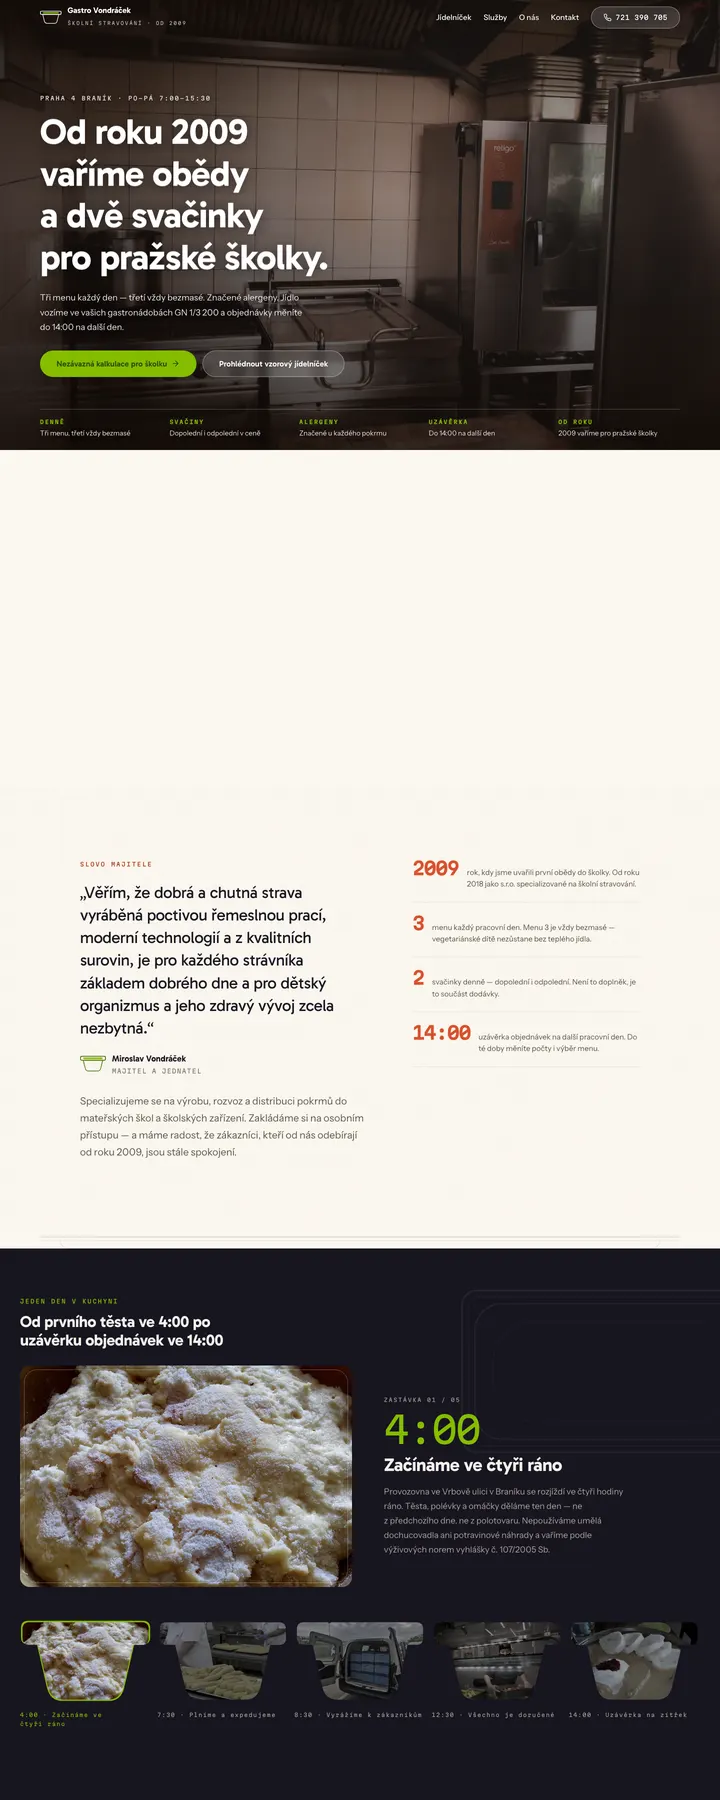 Gastro Vondráček
ŠKOLNÍ STRAVOVÁNÍ · OD 2009
Jídelníček
Služby
O nás
Kontakt
721 390 705
PRAHA 4 BRANÍK · PO–PÁ 7:00–15:30
Od roku 2009
vaříme obědy
a dvě svačinky
pro pražské školky.
Tři menu každý den — třetí vždy bezmasé. Značené alergeny. Jídlo
vozíme ve vašich gastronádobách GN 1/3 200 a objednávky měníte
do 14:00 na další den.
Nezávazná kalkulace pro školku →
Prohlédnout vzorový jídelníček
retigo
DENNĚ
Tři menu, třetí vždy bezmasé
SVAČINY
Dopolední i odpolední v ceně
ALERGENY
Značené u každého pokrmu
UZÁVĚRKA
Do 14:00 na další den
OD ROKU
2009 vaříme pro pražské školky
SLOVO MAJITELE
„Věřím, že dobrá a chutná strava
vyráběná poctivou řemeslnou prací,
moderní technologií a z kvalitních
surovin, je pro každého strávníka
základem dobrého dne a pro dětský
organizmus a jeho zdravý vývoj zcela
nezbytná.“
Miroslav Vondráček
MAJITEL A JEDNATEL
Specializujeme se na výrobu, rozvoz a distribuci pokrmů do
mateřských škol a školských zařízení. Zakládáme si na osobním
přístupu — a máme radost, že zákazníci, kteří od nás odebírají
od roku 2009, jsou stále spokojení.
2009 rok, kdy jsme uvařili první obědy do školky. Od roku
2018 jako s.r.o. specializované na školní stravování.
3 menu každý pracovní den. Menu 3 je vždy bezmasé —
vegetariánské dítě nezůstane bez teplého jídla.
2 svačinky denně — dopolední i odpolední. Není to doplněk, je
to součást dodávky.
14:00 uzávěrka objednávek na další pracovní den. Do
té doby měníte počty i výběr menu.
JEDEN DEN V KUCHYNI
Od prvního těsta ve 4:00 po
uzávěrku objednávek ve 14:00
ZASTÁVKA 01 / 05
4:00
Začínáme ve čtyři ráno
Provozovna ve Vrbově ulici v Braníku se rozjíždí ve čtyři hodiny
ráno. Těsta, polévky a omáčky děláme ten den — ne
z předchozího dne, ne z polotovaru. Nepoužíváme umělá
dochucovadla ani potravinové náhrady a vaříme podle
výživových norem vyhlášky č. 107/2005 Sb.
4:00 · Začínáme ve
čtyři ráno
7:30 · Plníme a expedujeme
8:30 · Vyrážíme k zákazníkům
12:30 · Všechno je doručené
14:00 · Uzávěrka na zítřek